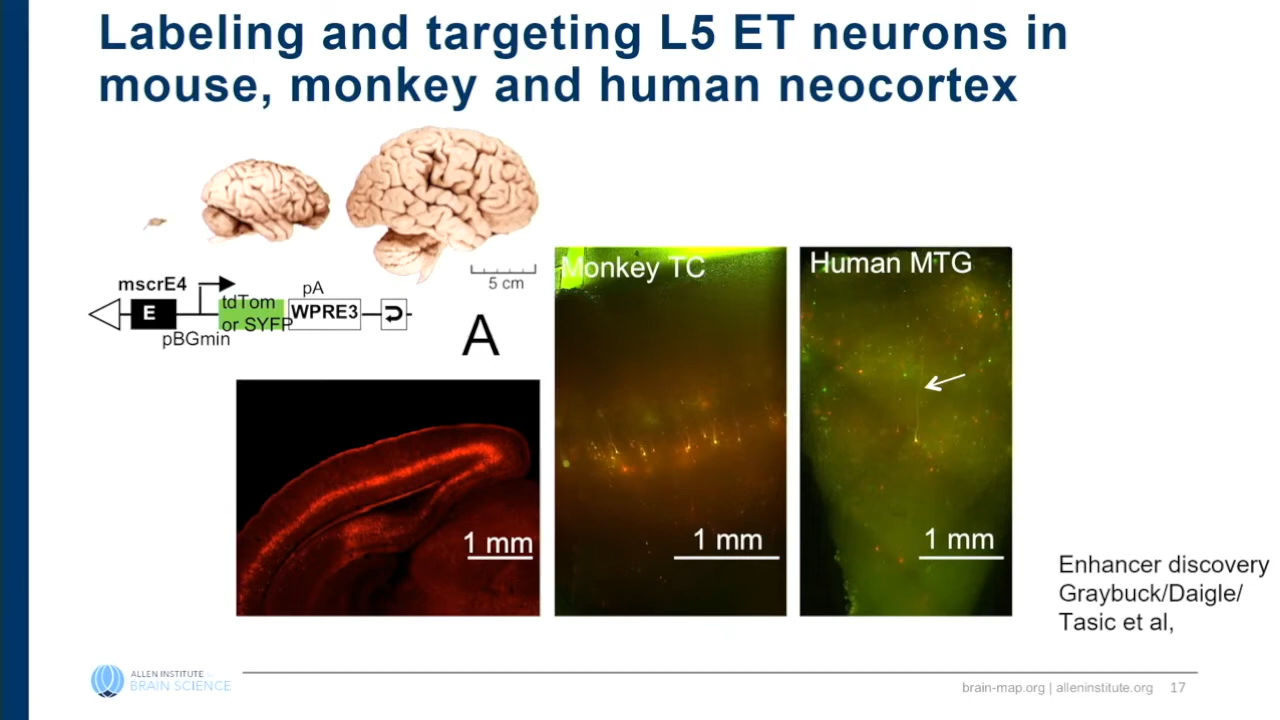 Labeling and targeting L5 ET neurons in
mouse, monkey and human neocortex
5 cm
mscrE4
E
pBGmin
tdTom
or SYFP
pA
WPRE3
A
Monkey TC
1 mm
Human MTG
1 mm
1 mm
Enhancer discovery
Graybuck/Daigle/
Tasic et al,
ALLEN INSTITUTE for
BRAIN SCIENCE
brain-map.org | alleninstitute.org 17